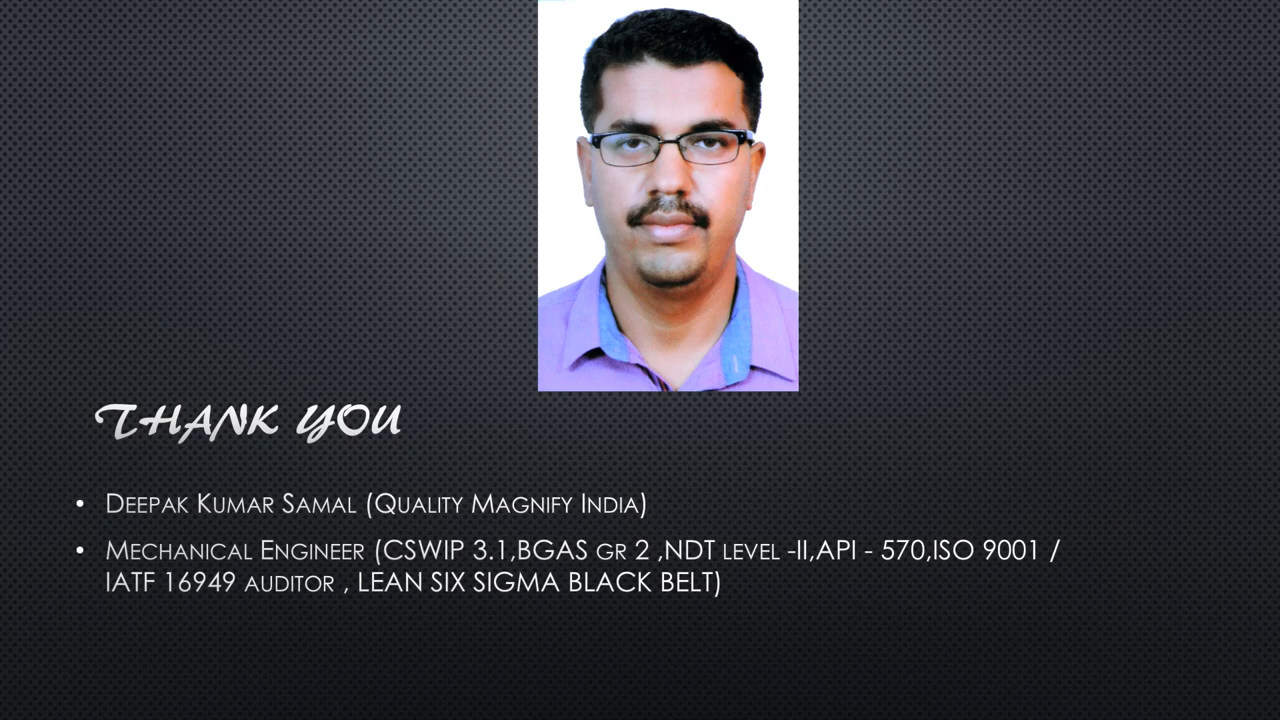 THANK YOU
• DEEPAK KUMAR SAMAL (QUALITY MAGNIFY INDIA)
• MECHANICAL ENGINEER (CSWIP 3.1,BGAS GR 2 ,NDT LEVEL -II,API - 570,ISO 9001 /
IATF 16949 AUDITOR , LEAN SIX SIGMA BLACK BELT)